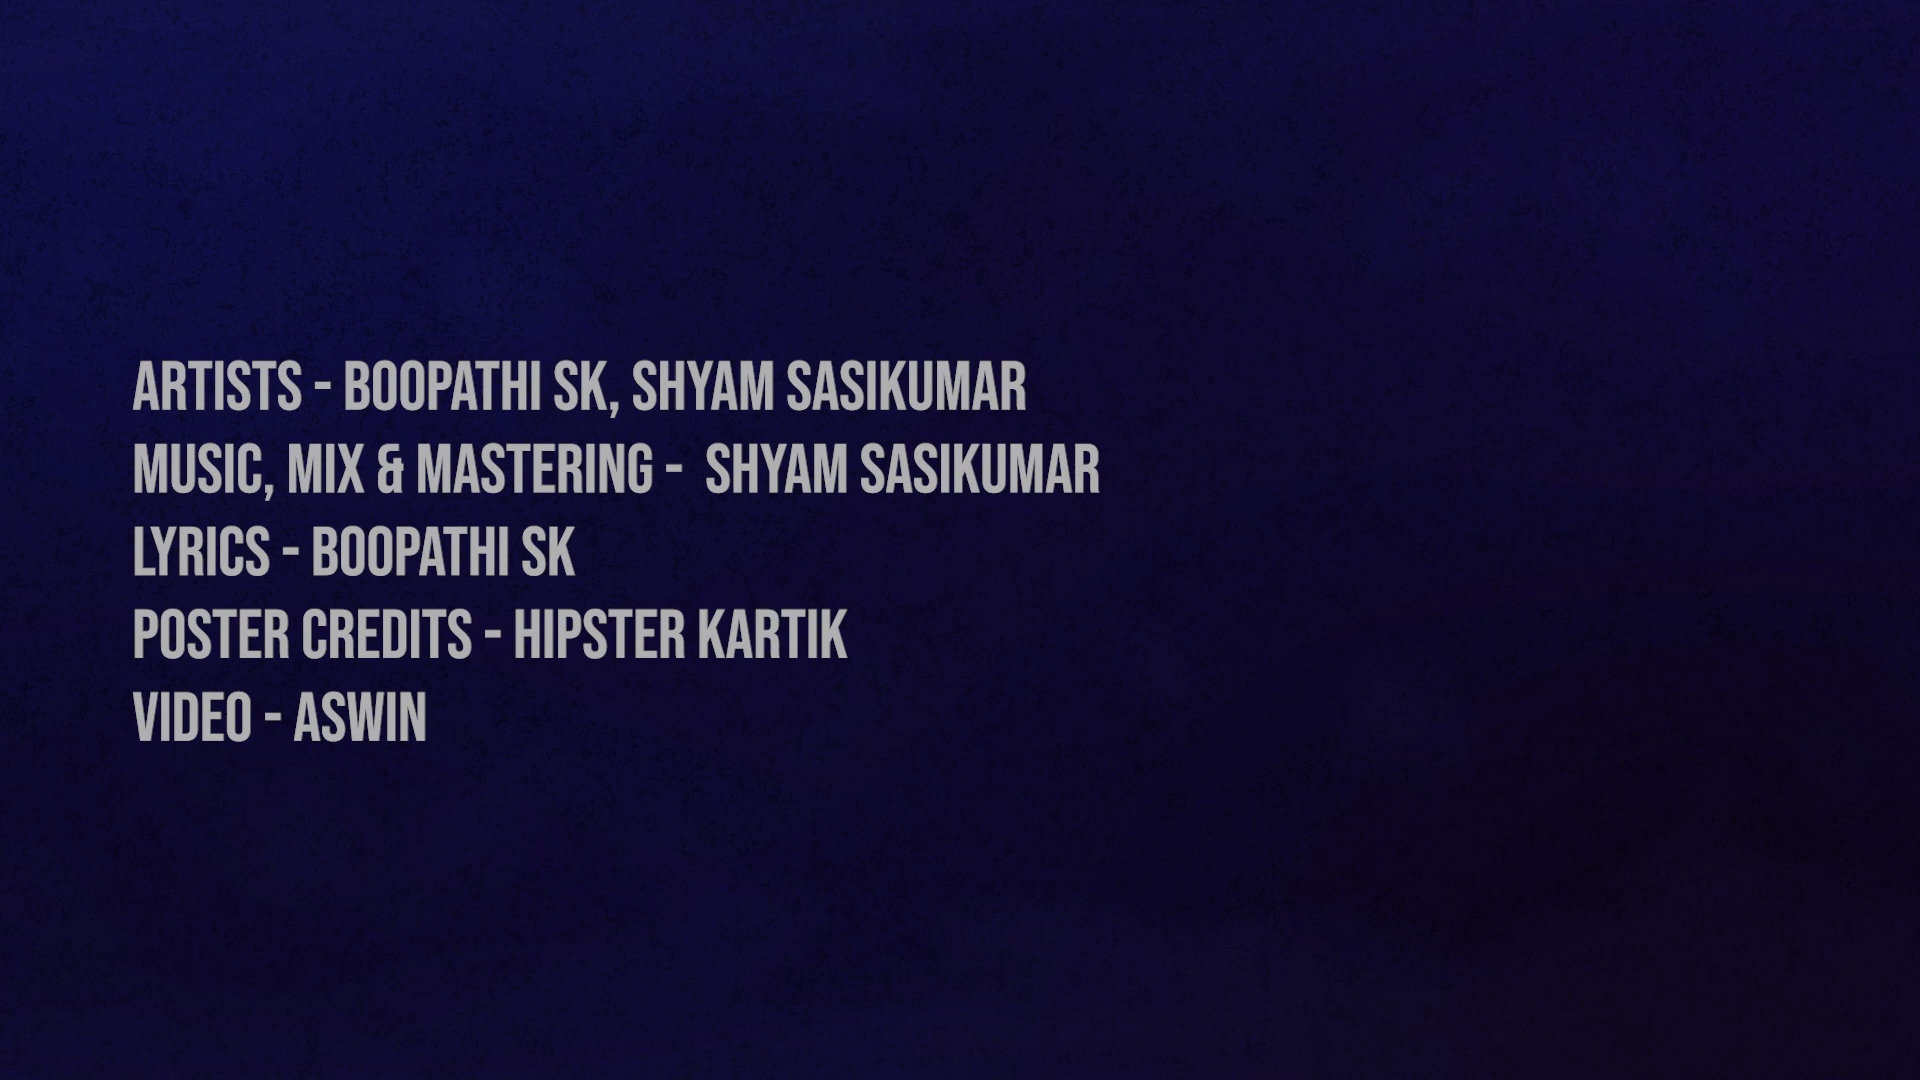 ARTISTS - BOOPATHI SK, SHYAM SASIKUMAR
MUSIC, MIX & MASTERING -  SHYAM SASIKUMAR
LYRICS - BOOPATHI SK
POSTER CREDITS - HIPSTER KARTIK
VIDEO - ASWIN